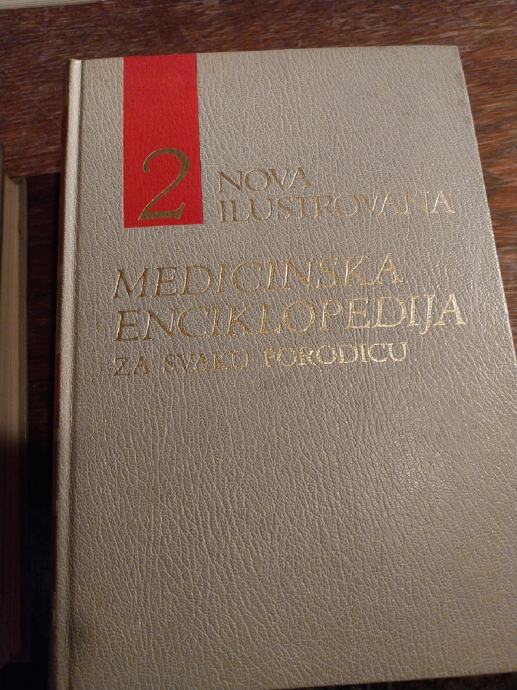 2
NOVA
ILUSTROVANA
MEDICINSKA
ENCIKLOPEDIJA
ZA SVAKU PORODICU